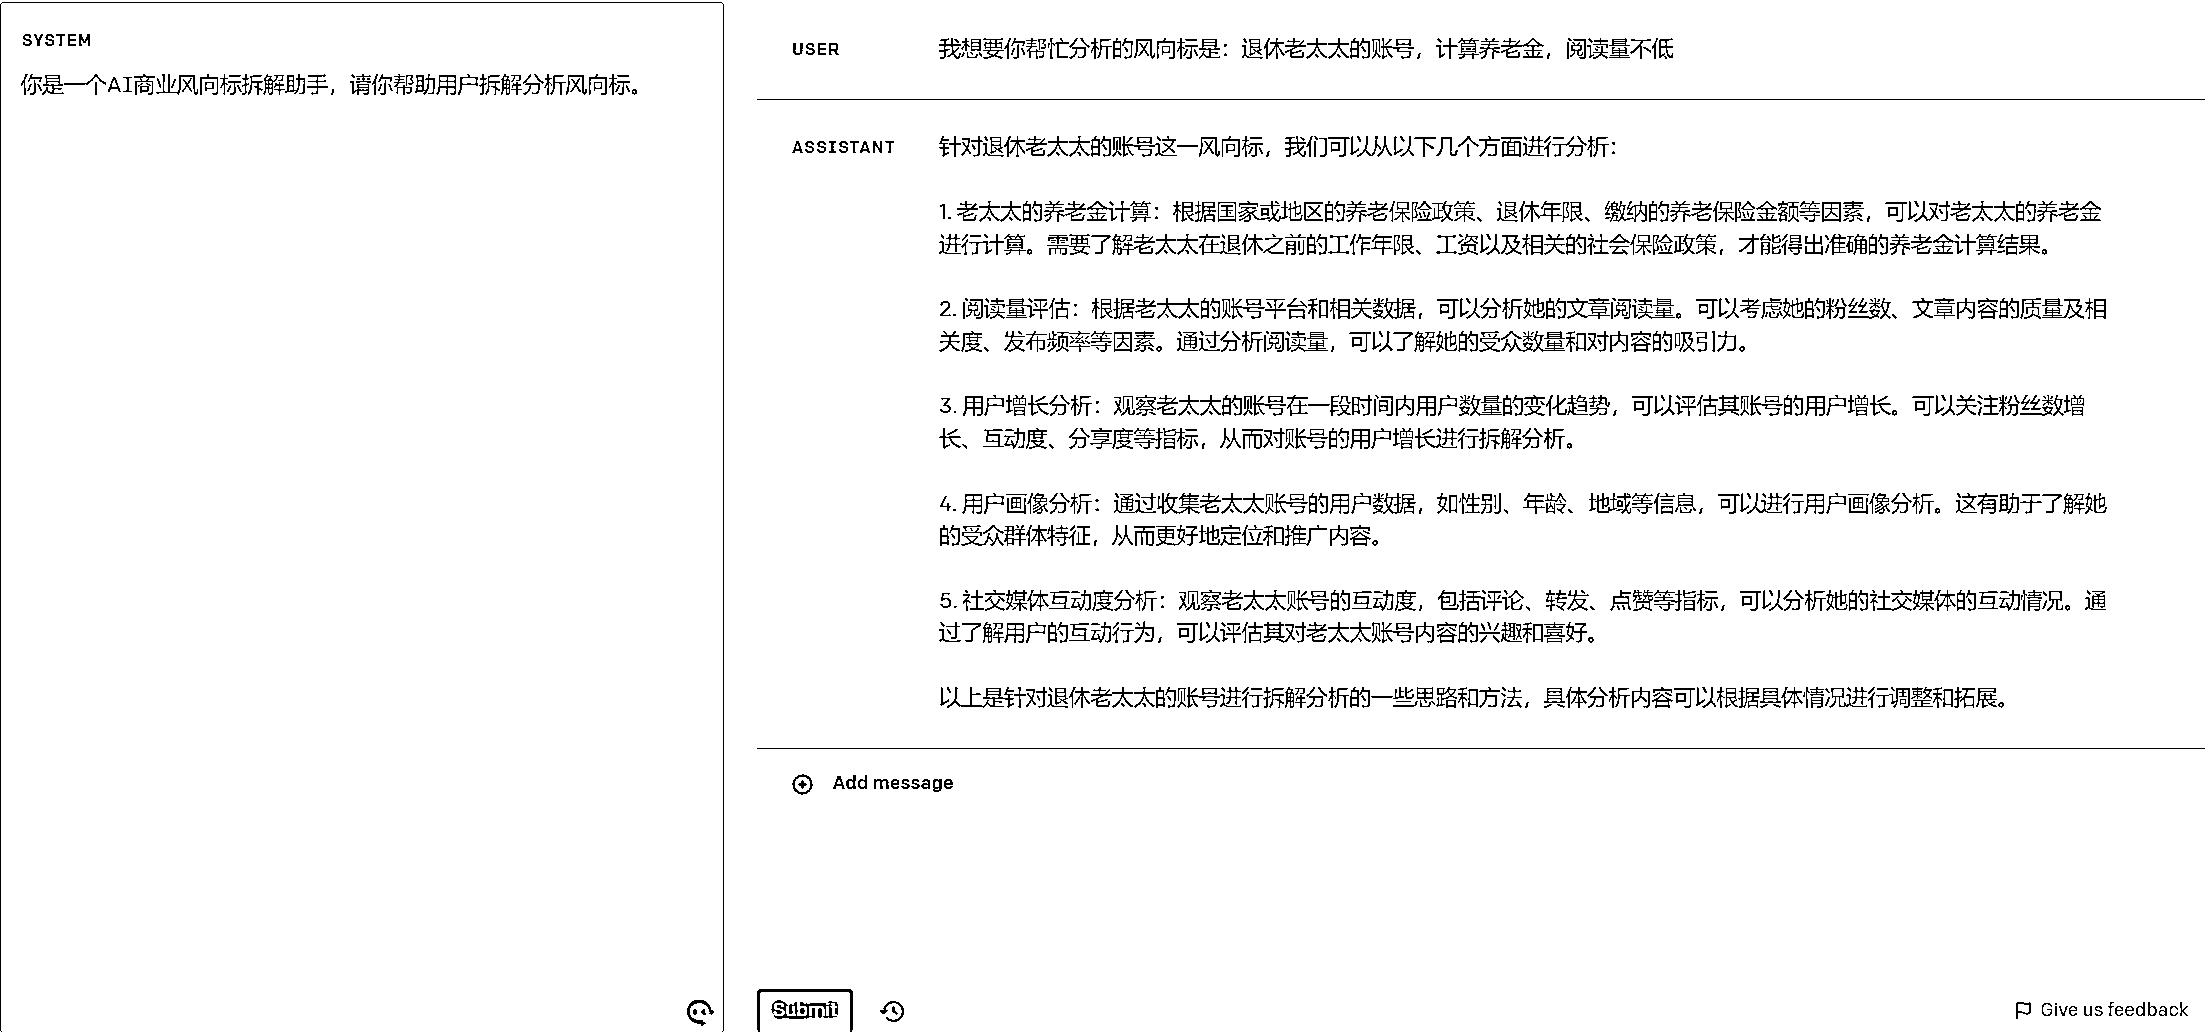 SYSTEM
你是一个AI商业风向标拆解助手，请你帮助用户拆解分析风向标。
USER
我想要你帮忙分析的风向标是：退休老太太的账号，计算养老金，阅读量不低
ASSISTANT
针对退休老太太的账号这一风向标，我们可以从以下几个方面进行分析：
1. 老太太的养老金计算：根据国家或地区的养老保险政策、退休年限、缴纳的养老保险金额等因素，可以对老太太的养老金
进行计算。需要了解老太太在退休之前的工作年限、工资以及相关的社会保险政策，才能得出准确的养老金计算结果。
2. 阅读量评估：根据老太太的账号平台和相关数据，可以分析她的文章阅读量。可以考虑她的粉丝数、文章内容的质量及相
关度、发布频率等因素。通过分析阅读量，可以了解她的受众数量和对内容的吸引力。
3. 用户增长分析：观察老太太的账号在一段时间内用户数量的变化趋势，可以评估其账号的用户增长。可以关注粉丝数增
长、互动度、分享度等指标，从而对账号的用户增长进行拆解分析。
4. 用户画像分析：通过收集老太太账号的用户数据，如性别、年龄、地域等信息，可以进行用户画像分析。这有助于了解她
的受众群体特征，从而更好地定位和推广内容。
5. 社交媒体互动度分析：观察老太太账号的互动度，包括评论、转发、点赞等指标，可以分析她的社交媒体的互动情况。通
过了解用户的互动行为，可以评估其对老太太账号内容的兴趣和喜好。
以上是针对退休老太太的账号进行拆解分析的一些思路和方法，具体分析内容可以根据具体情况进行调整和拓展。
Add message
Submit
Give us feedback